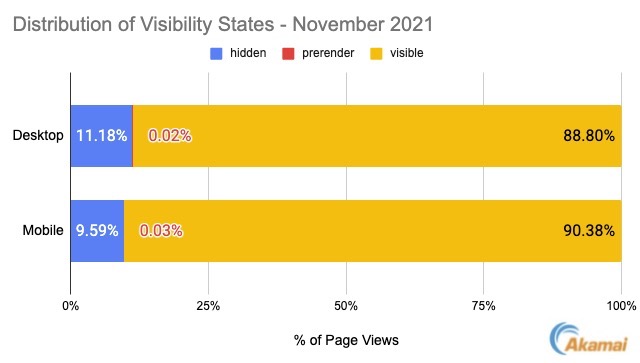 Distribution of Visibility States - November 2021
hidden prerender visible
Desktop 11.18% 0.02% 88.80%
Mobile 9.59% 0.03% 90.38%
0% 25% 50% 75% 100%
% of Page Views
Akamai